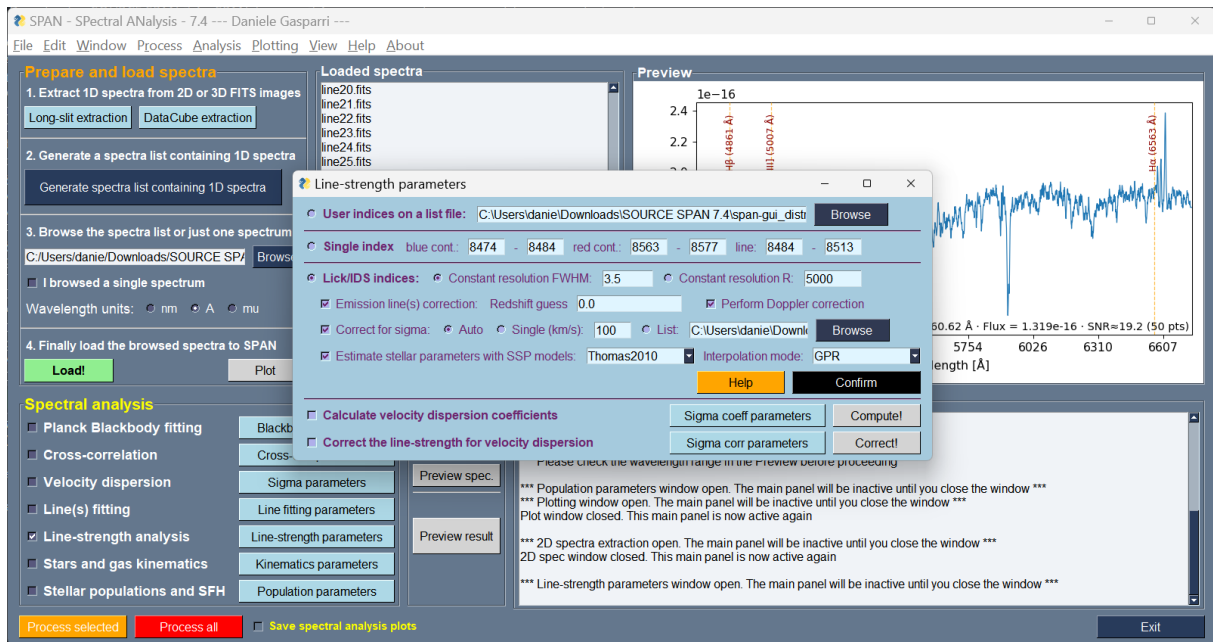 SPAN - SPectral ANalysis - 7.4 --- Daniele Gasparri ---
File Edit Window Process Analysis Plotting View Help About
Prepare and load spectra
1. Extract 1D spectra from 2D or 3D FITS images
Long-slit extraction DataCube extraction
2. Generate a spectra list containing 1D spectra
Generate spectra list containing 1D spectra
3. Browse the spectra list or just one spectrum
C:/Users/danie/Downloads/SOURCE SPA Brows
I browsed a single spectrum
Wavelength units: nm A mu
4. Finally load the browsed spectra to SPAN
Load! Plot
Loaded spectra
line20.fits
line21.fits
line22.fits
line23.fits
line24.fits
line25.fits
Preview
1e−16
2.4
2.2
Hβ (4861 Å)
III] (5007 Å)
Hα (6563 Å)
60.62 Å · Flux = 1.319e-16 · SNR≈19.2 (50 pts)
5754 6026 6310 6607
length [Å]
Line-strength parameters
User indices on a list file: C:\Users\danie\Downloads\SOURCE SPAN 7.4\span-gui_distr Browse
Single index blue cont.: 8474 - 8484 red cont.: 8563 - 8577 line: 8484 - 8513
Lick/IDS indices: Constant resolution FWHM: 3.5 Constant resolution R: 5000
Emission line(s) correction: Redshift guess 0.0 Perform Doppler correction
Correct for sigma: Auto Single (km/s): 100 List: C:\Users\danie\Downl Browse
Estimate stellar parameters with SSP models: Thomas2010 Interpolation mode: GPR
Help Confirm
Calculate velocity dispersion coefficients Sigma coeff parameters Compute!
Correct the line-strength for velocity dispersion Sigma corr parameters Correct!
Spectral analysis
Planck Blackbody fitting Blackb
Cross-correlation Cross-
Velocity dispersion Sigma parameters
Line(s) fitting Line fitting parameters
Line-strength analysis Line-strength parameters
Stars and gas kinematics Kinematics parameters
Stellar populations and SFH Population parameters
Preview spec.
Preview result
Please check the wavelength range in the Preview before proceeding
*** Population parameters window open. The main panel will be inactive until you close the window ***
*** Plotting window open. The main panel will be inactive until you close the window ***
Plot window closed. This main panel is now active again
*** 2D spectra extraction open. The main panel will be inactive until you close the window ***
2D spec window closed. This main panel is now active again
*** Line-strength parameters window open. The main panel will be inactive until you close the window ***
Process selected Process all Save spectral analysis plots Exit